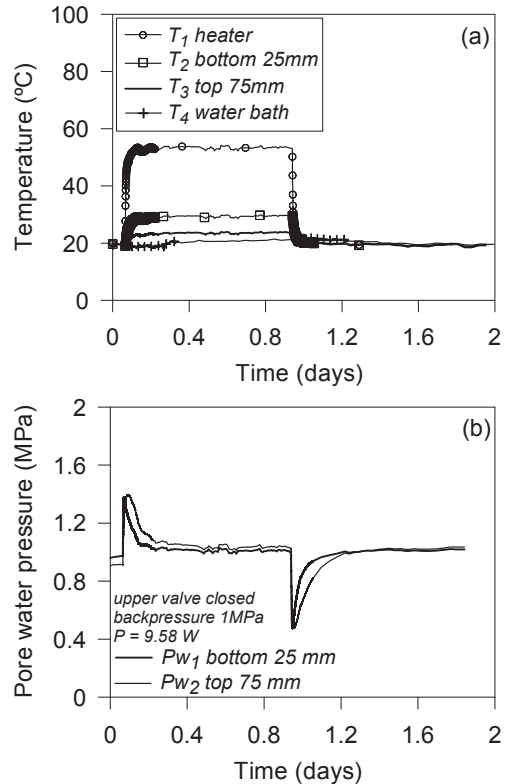 100
80
60
40
20
0
Temperature (ºC)
(a)
T1 heater
T2 bottom 25mm
T3 top 75mm
T4 water bath
0 0.4 0.8 1.2 1.6 2
Time (days)
2
1.6
1.2
0.8
0.4
0
Pore water pressure (MPa)
(b)
upper valve closed
backpressure 1MPa
P = 9.58 W
Pw1 bottom 25 mm
Pw2 top 75 mm
0 0.4 0.8 1.2 1.6 2
Time (days)